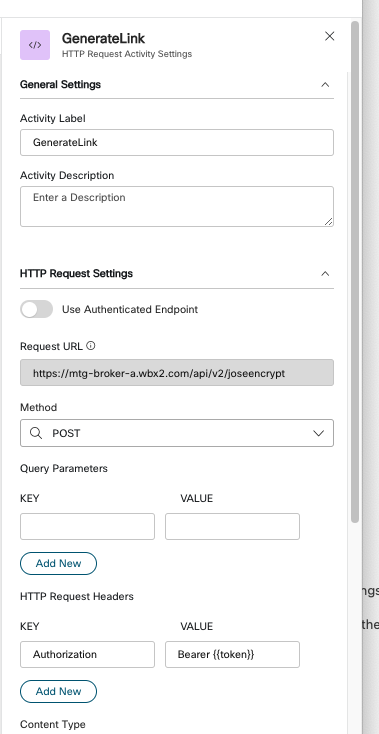 </>
GenerateLink
HTTP Request Activity Settings
General Settings
Activity Label
GenerateLink
Activity Description
Enter a Description
HTTP Request Settings
Use Authenticated Endpoint
Request URL
https://mtg-broker-a.wbx2.com/api/v2/joseencrypt
Method
POST
Query Parameters
KEY VALUE
Add New
HTTP Request Headers
KEY VALUE
Authorization Bearer {{token}}
Add New
Content Type
ngs
the